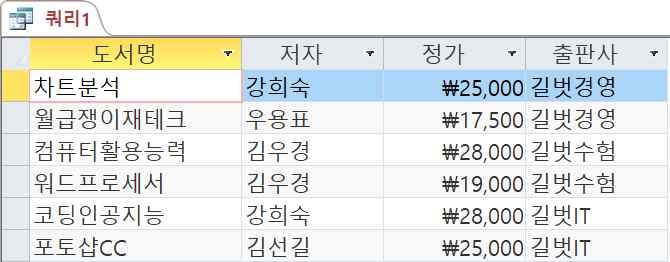 쿼리1
도서명 저자 정가 출판사
차트분석 강희숙 ₩25,000 길벗경영
월급쟁이재테크 우용표 ₩17,500 길벗경영
컴퓨터활용능력 김우경 ₩28,000 길벗수험
워드프로세서 김우경 ₩19,000 길벗수험
코딩인공지능 강희숙 ₩28,000 길벗IT
포토샵CC 김선길 ₩25,000 길벗IT